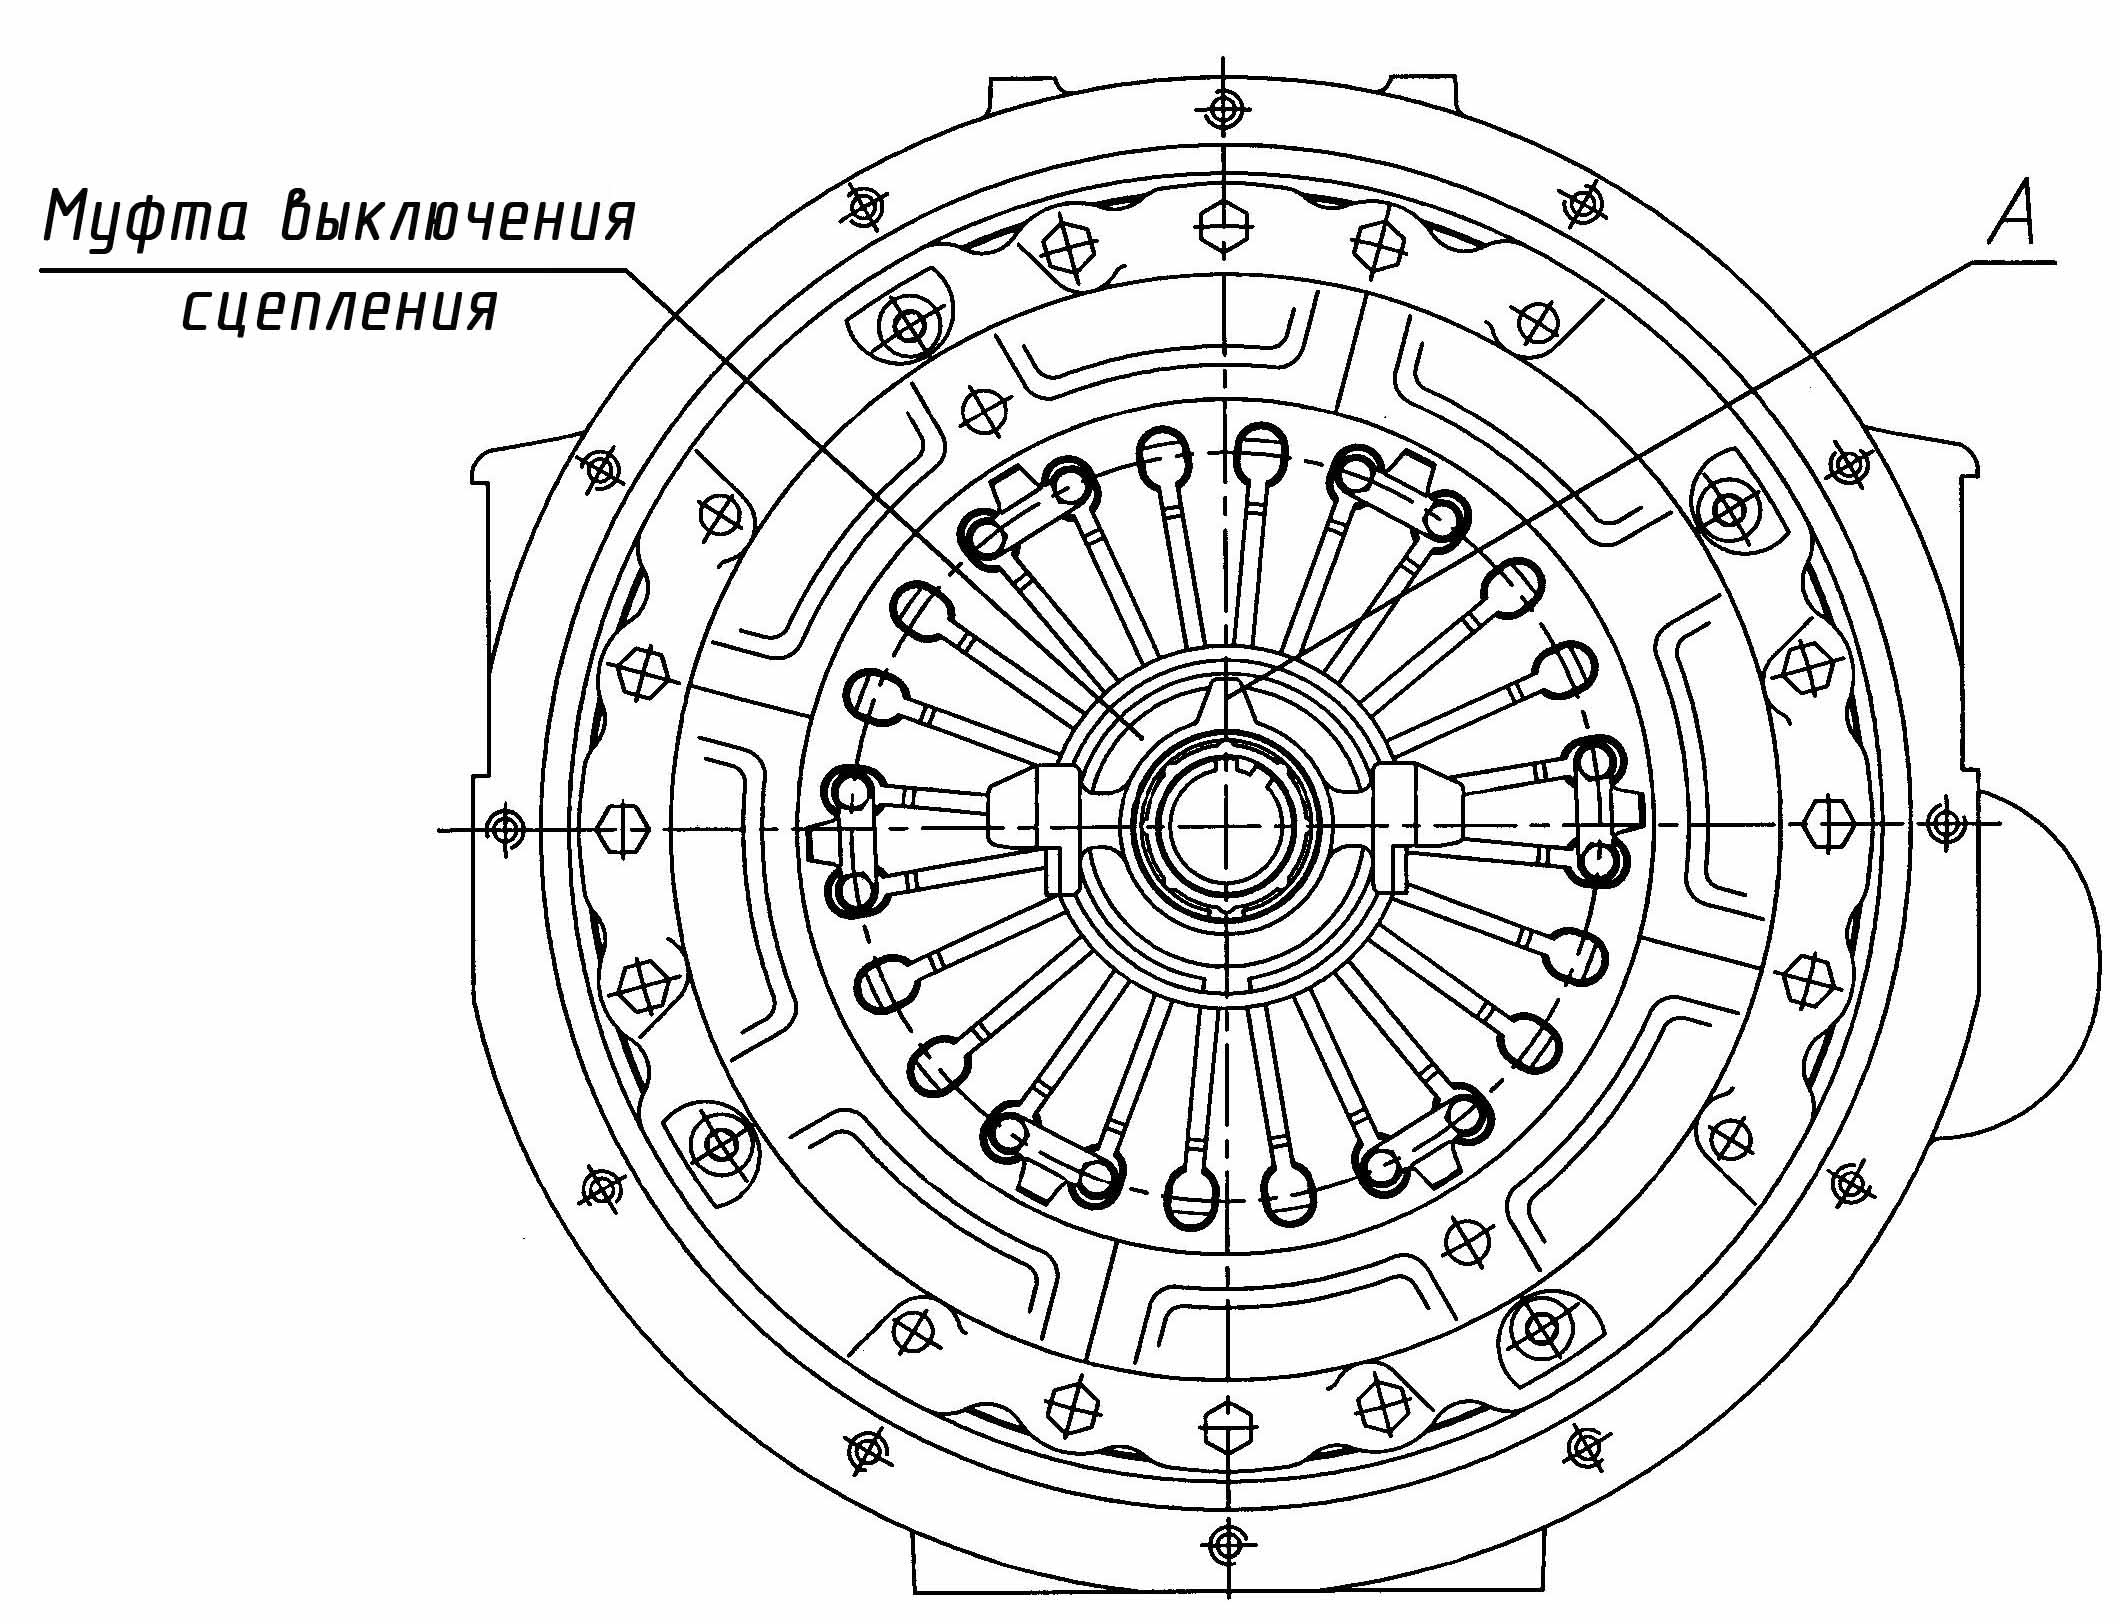 Муфта выключения
сцепления
А